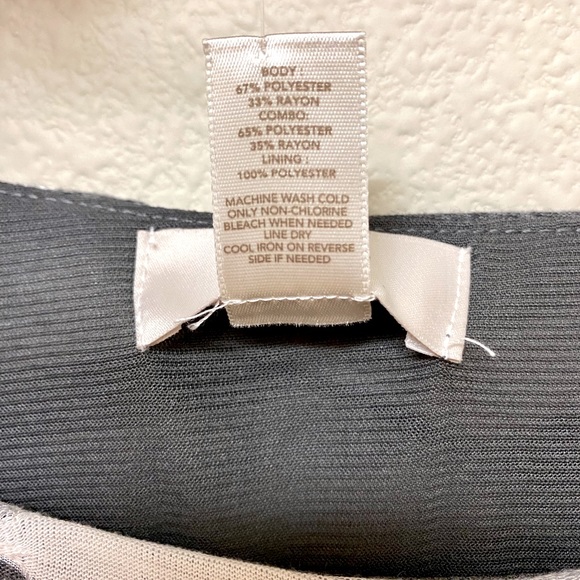 BODY :
67% POLYESTER
33% RAYON
COMBO:
65% POLYESTER
35% RAYON
LINING :
100% POLYESTER
MACHINE WASH COLD
ONLY NON-CHLORINE
BLEACH WHEN NEEDED
LINE DRY
COOL IRON ON REVERSE
SIDE IF NEEDED